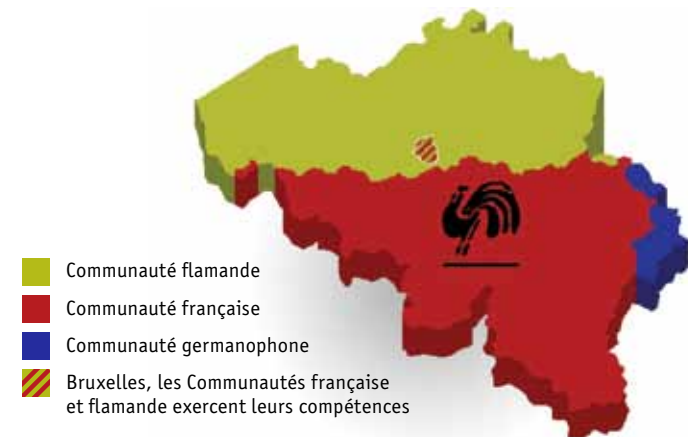 Communauté flamande
Communauté française
Communauté germanophone
Bruxelles, les Communautés française
et flamande exercent leurs compétences